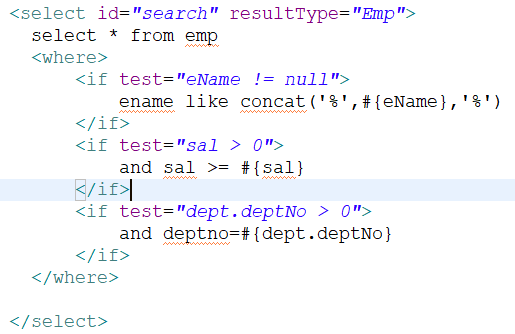 <select id="search" resultType="Emp">
select * from emp
<where>
<if test="eName != null">
ename like concat('%',#{eName},'%')
</if>
<if test="sal > 0">
and sal >= #{sal}
</if>
<if test="dept.deptNo > 0">
and deptno=#{dept.deptNo}
</if>
</where>
</select>